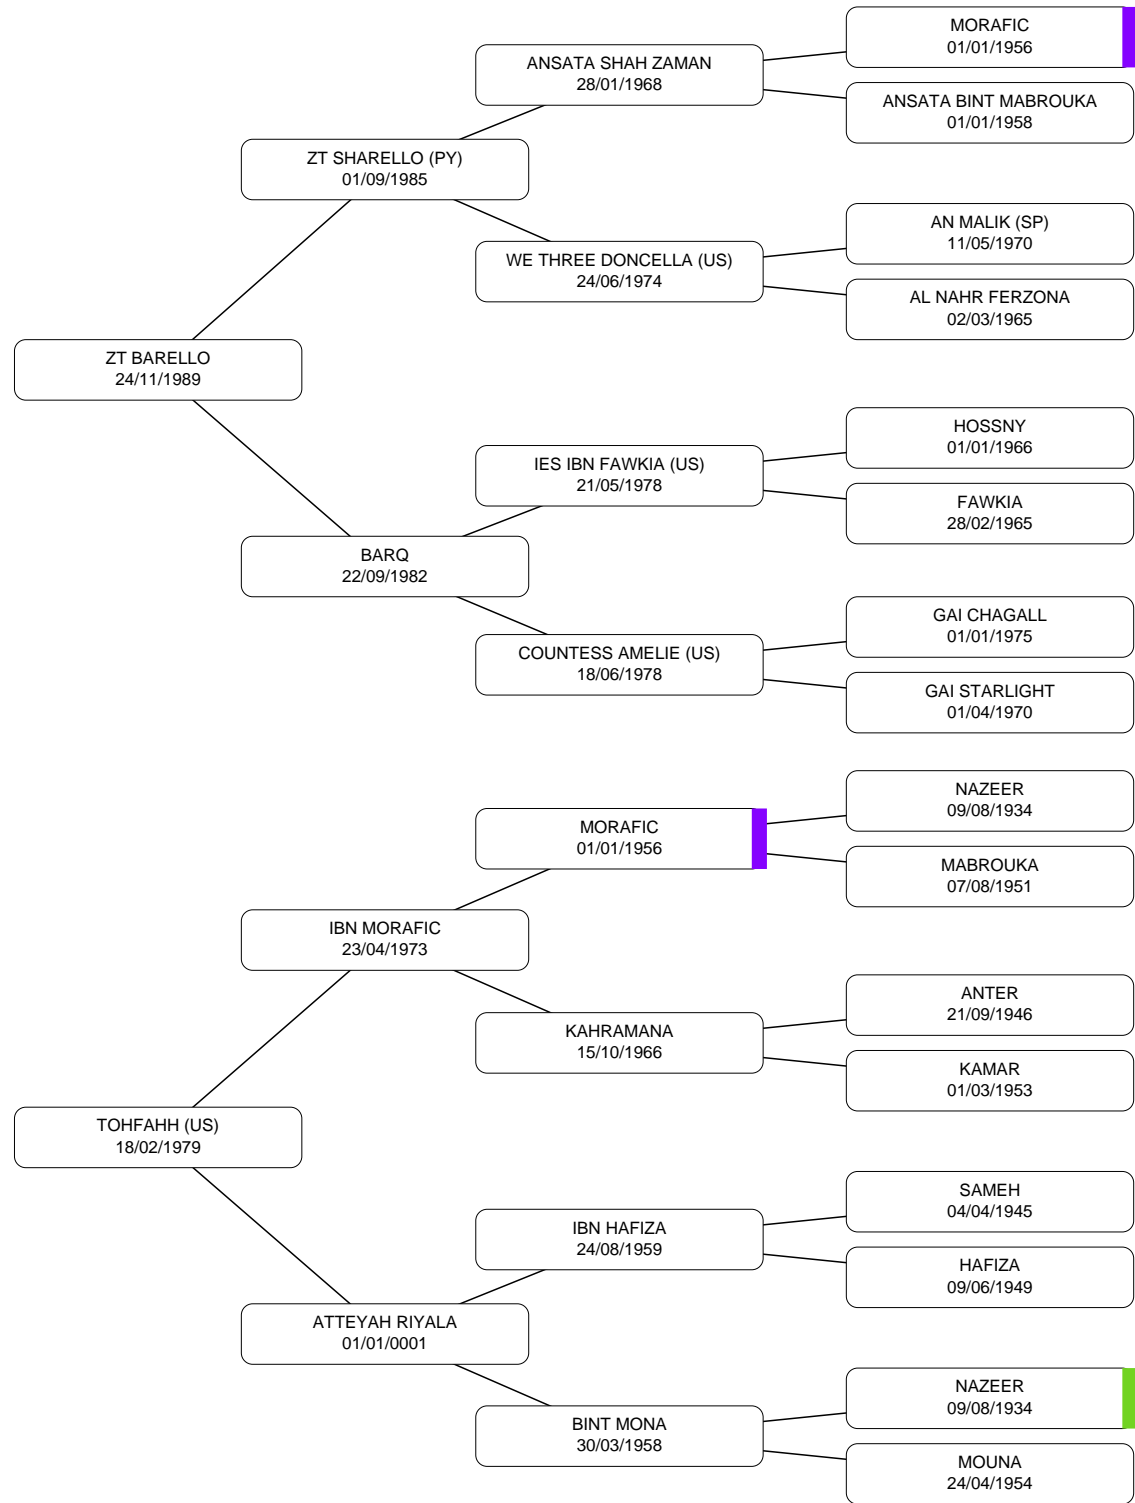 MORAFIC
01/01/1956
ANSATA SHAH ZAMAN
28/01/1968
ANSATA BINT MABROUKA
01/01/1958
ZT SHARELLO (PY)
01/09/1985
AN MALIK (SP)
11/05/1970
WE THREE DONCELLA (US)
24/06/1974
AL NAHR FERZONA
02/03/1965
ZT BARELLO
24/11/1989
HOSSNY
01/01/1966
IES IBN FAWKIA (US)
21/05/1978
FAWKIA
28/02/1965
BARQ
22/09/1982
GAI CHAGALL
01/01/1975
COUNTESS AMELIE (US)
18/06/1978
GAI STARLIGHT
01/04/1970
NAZEER
09/08/1934
MORAFIC
01/01/1956
MABROUKA
07/08/1951
IBN MORAFIC
23/04/1973
ANTER
21/09/1946
KAHRAMANA
15/10/1966
KAMAR
01/03/1953
TOHFAHH (US)
18/02/1979
SAMEH
04/04/1945
IBN HAFIZA
24/08/1959
HAFIZA
09/06/1949
ATTEYAH RIYALA
01/01/0001
NAZEER
09/08/1934
BINT MONA
30/03/1958
MOUNA
24/04/1954